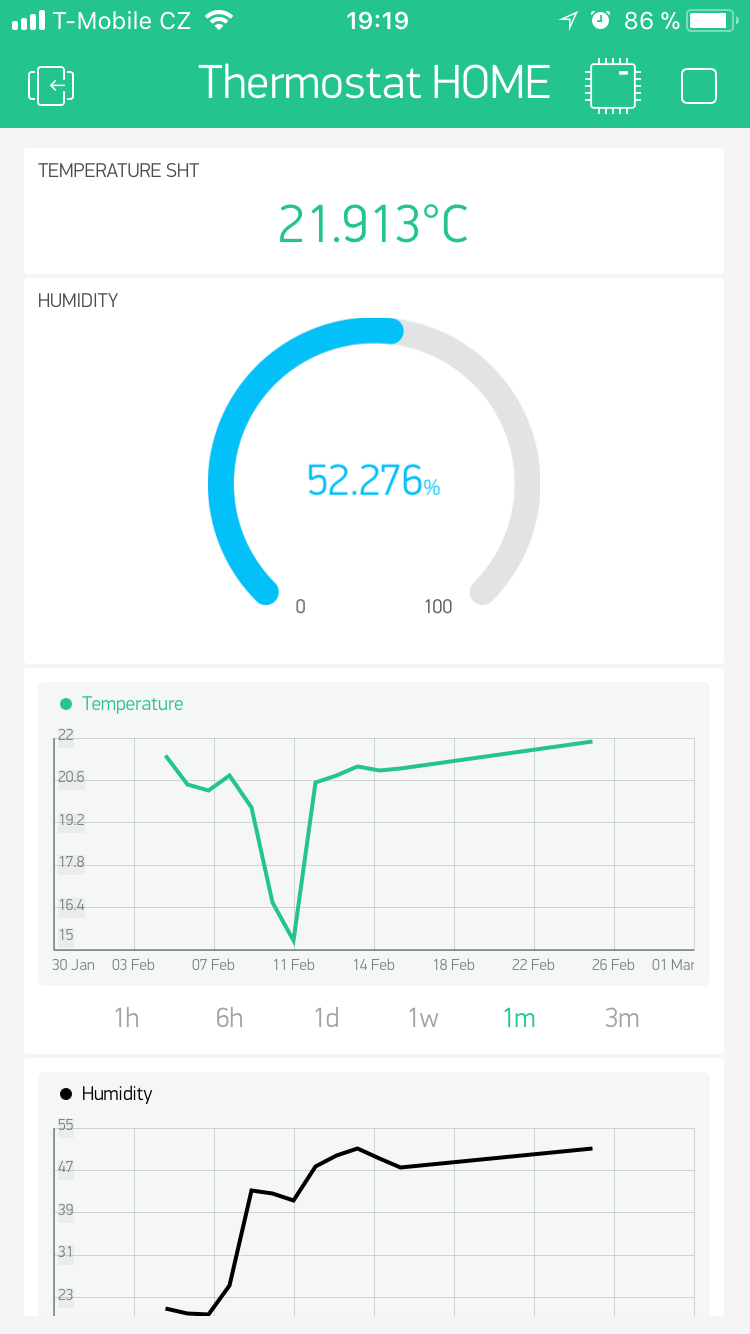 T-Mobile CZ 19:19 86 %
Thermostat HOME
TEMPERATURE SHT
21.913°C
HUMIDITY
52.276%
0 100
Temperature
22
20.6
19.2
17.8
16.4
15
30 Jan 03 Feb 07 Feb 11 Feb 14 Feb 18 Feb 22 Feb 26 Feb 01 Mar
1h 6h 1d 1w 1m 3m
Humidity
55
47
39
31
23